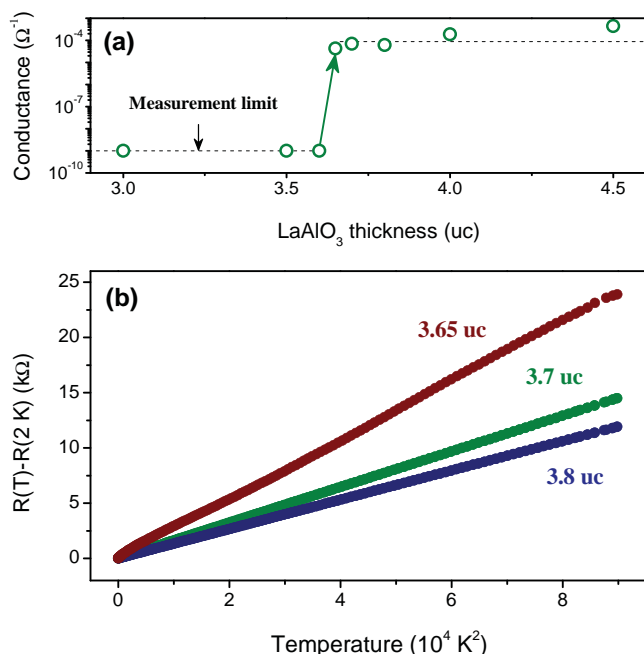 (a)
Conductance (Ω⁻¹)
10⁻⁴
10⁻⁷
10⁻¹⁰
Measurement limit
3.0 3.5 4.0 4.5
LaAlO₃ thickness (uc)
(b)
R(T)-R(2 K) (kΩ)
25
20
15
10
5
0
3.65 uc
3.7 uc
3.8 uc
0 2 4 6 8
Temperature (10⁴ K²)